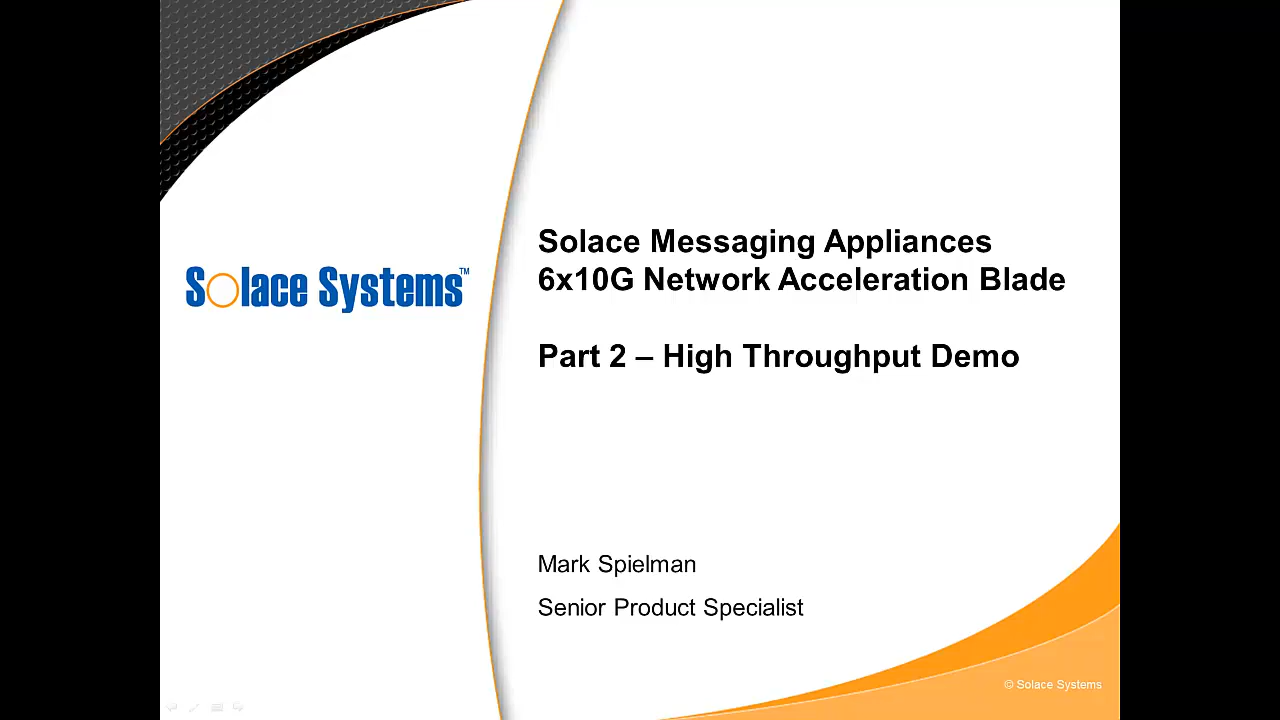 Solace Systems™
Solace Messaging Appliances
6x10G Network Acceleration Blade
Part 2 – High Throughput Demo
Mark Spielman
Senior Product Specialist
© Solace Systems